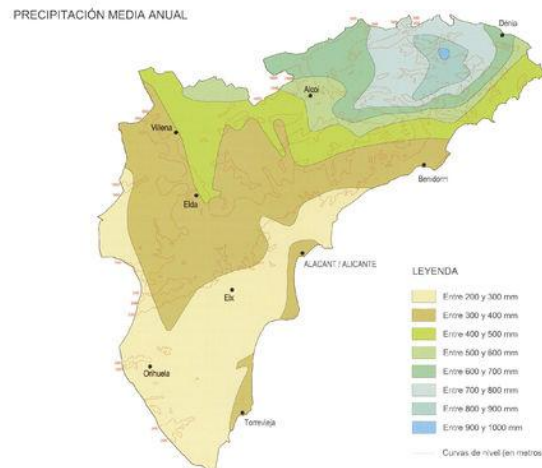 PRECIPITACIÓN MEDIA ANUAL
Denia
Alcoi
Villena
Benidorm
Elda
ALACANT / ALICANTE
Elx
Orihuela
Torrevieja
LEYENDA
Entre 200 y 300 mm
Entre 300 y 400 mm
Entre 400 y 500 mm
Entre 500 y 600 mm
Entre 600 y 700 mm
Entre 700 y 800 mm
Entre 800 y 900 mm
Entre 900 y 1000 mm
Curvas de nivel (en metros